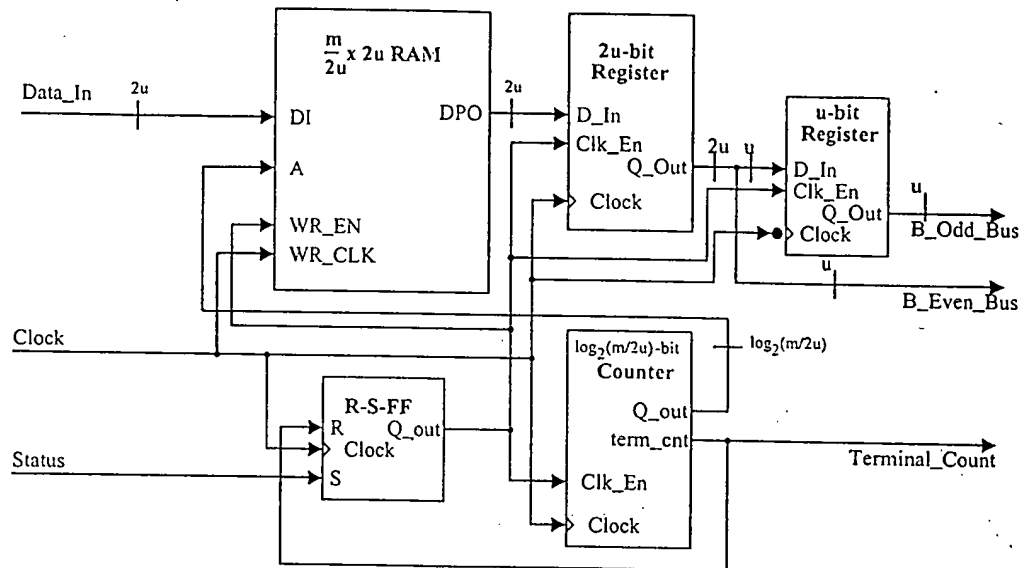 m/2u x 2u RAM
Data_In
2u
DI
A
WR_EN
WR_CLK
DPO
2u
2u-bit
Register
D_In
Clk_En
Q_Out
Clock
2u
u
u-bit
Register
D_In
Clk_En
Q_Out
Clock
u
B_Odd_Bus
u
B_Even_Bus
Clock
Status
R-S-FF
R
Q_out
Clock
S
log2(m/2u)-bit
Counter
Q_out
term_cnt
Clk_En
Clock
log2(m/2u)
Terminal_Count